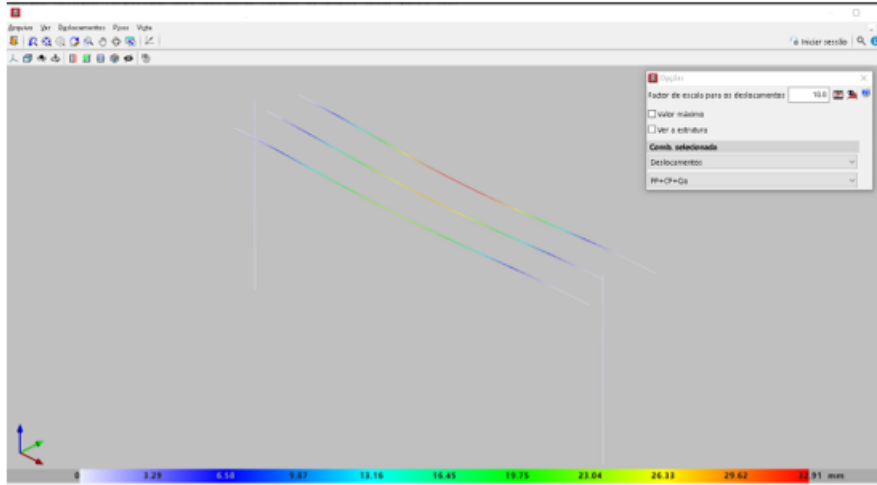 Arquivo Ver Deslocamentos Pisos Vista
Iniciar sessão
Opções
Factor de escala para os deslocamentos 10.0
Valor máximo
Ver a estrutura
Comb. selecionada
Deslocamentos
PP+CP+Qa
0 3.29 6.58 9.87 13.16 16.45 19.75 23.04 26.33 29.62 32.91 mm